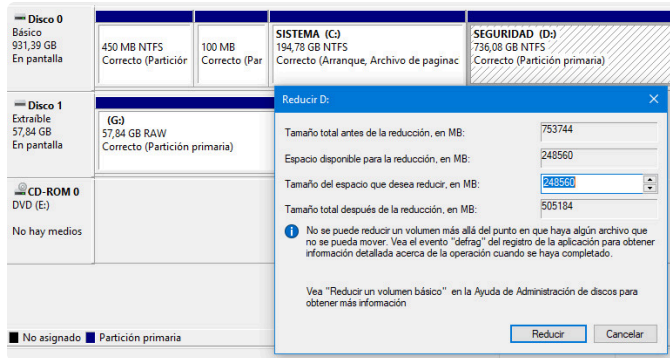 Disco 0
Básico
931,39 GB
En pantalla
450 MB NTFS
Correcto (Partición
100 MB
Correcto (Par
SISTEMA (C:)
194,78 GB NTFS
Correcto (Arranque, Archivo de paginac
SEGURIDAD (D:)
736,08 GB NTFS
Correcto (Partición primaria)
Disco 1
Extraíble
57,84 GB
En pantalla
(G:)
57,84 GB RAW
Correcto (Partición primaria)
CD-ROM 0
DVD (E:)
No hay medios
No asignado Partición primaria
Reducir D:
Tamaño total antes de la reducción, en MB: 753744
Espacio disponible para la reducción, en MB: 248560
Tamaño del espacio que desea reducir, en MB: 248560
Tamaño total después de la reducción, en MB: 505184
No se puede reducir un volumen más allá del punto en que haya algún archivo que
no se pueda mover. Vea el evento "defrag" del registro de la aplicación para obtener
información detallada acerca de la operación cuando se haya completado.
Vea "Reducir un volumen básico" en la Ayuda de Administración de discos para
obtener más información
Reducir Cancelar